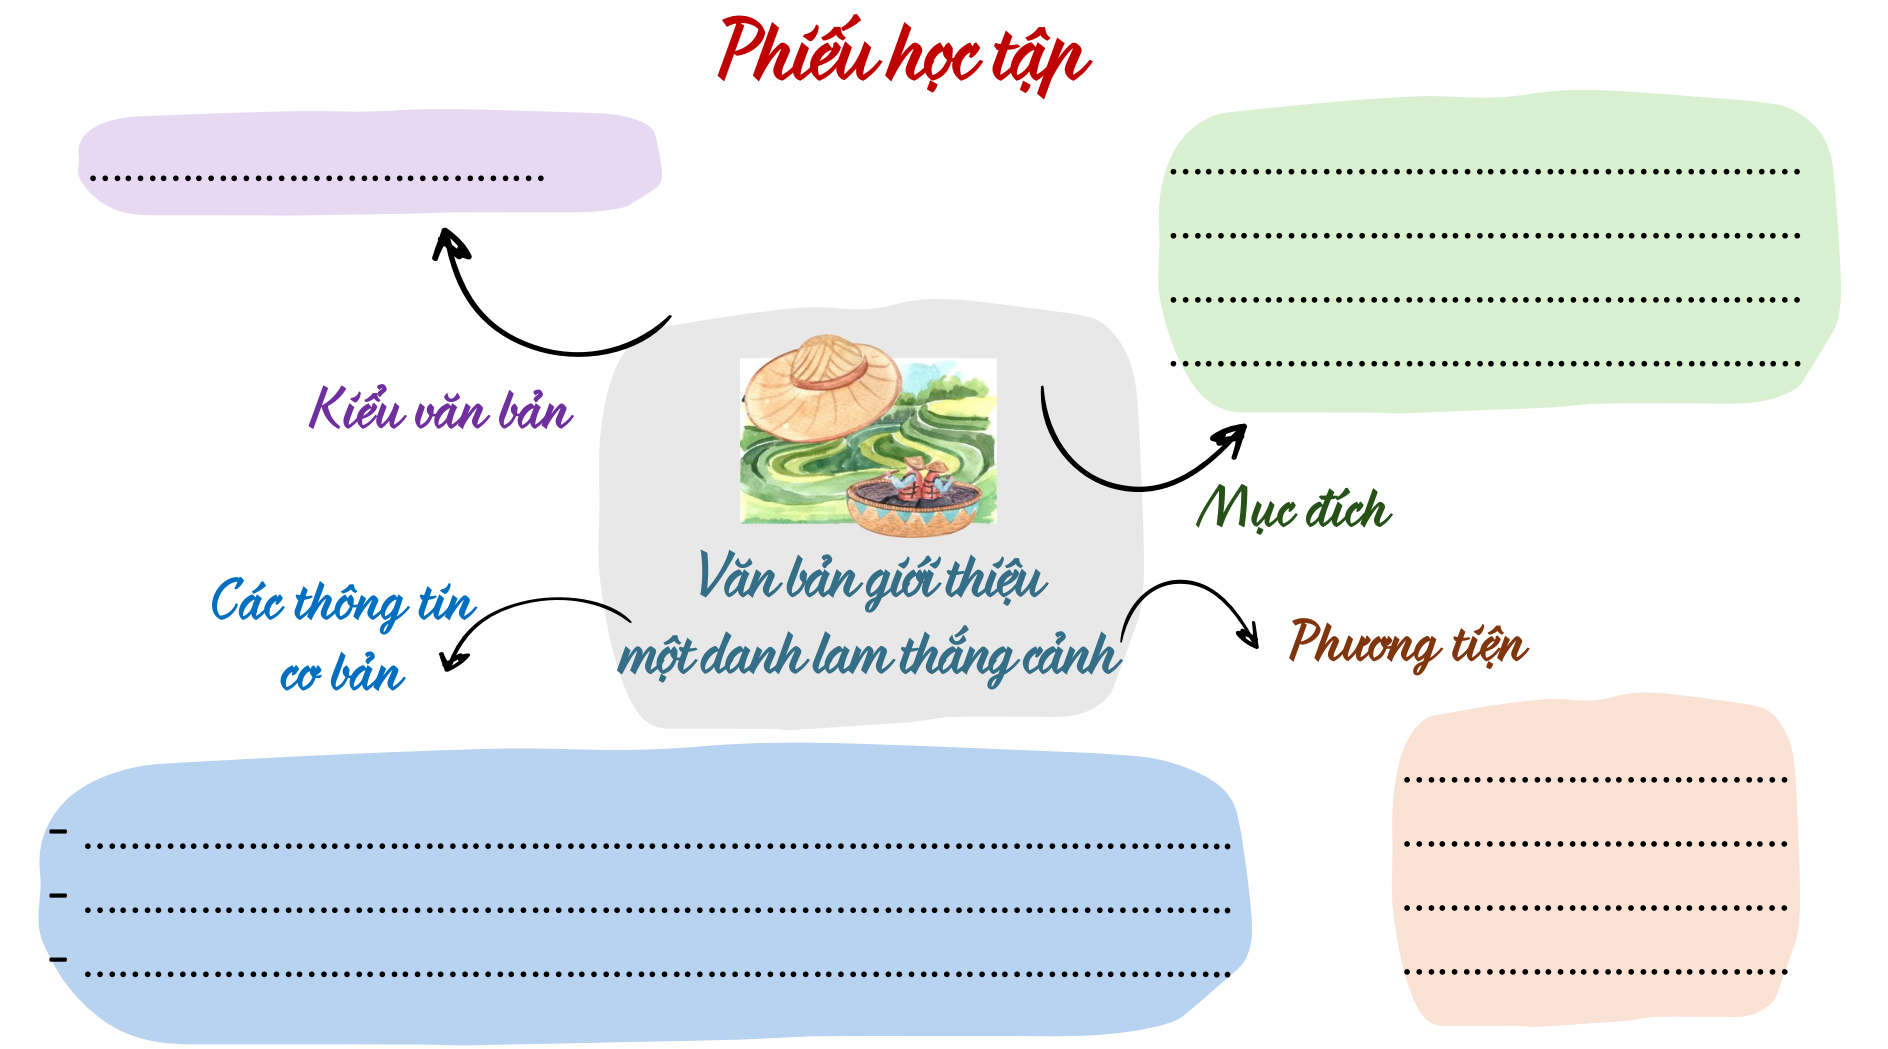 Phiếu học tập
................................................
................................................
................................................
................................................
................................................
Kiểu văn bản
Mục đích
Văn bản giới thiệu
một danh lam thắng cảnh
Các thông tin
cơ bản
Phương tiện
- ................................................
- ................................................
- ................................................
................................................
................................................
................................................
................................................